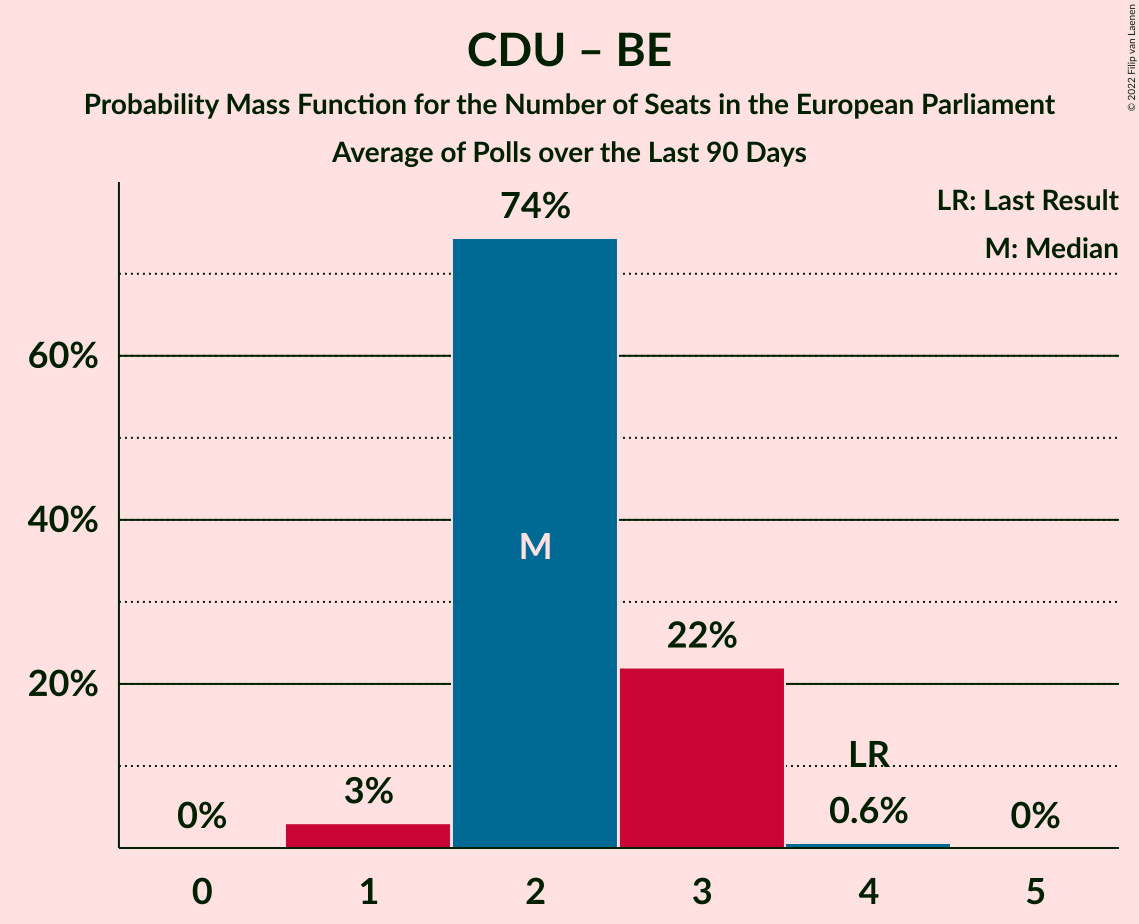 CDU – BE
Probability Mass Function for the Number of Seats in the European Parliament
Average of Polls over the Last 90 Days
© 2022 Filip van Laenen
LR: Last Result
M: Median
74%
60%
40%
M
22%
20%
LR
3%
0.6%
0%
0%
0 1 2 3 4 5